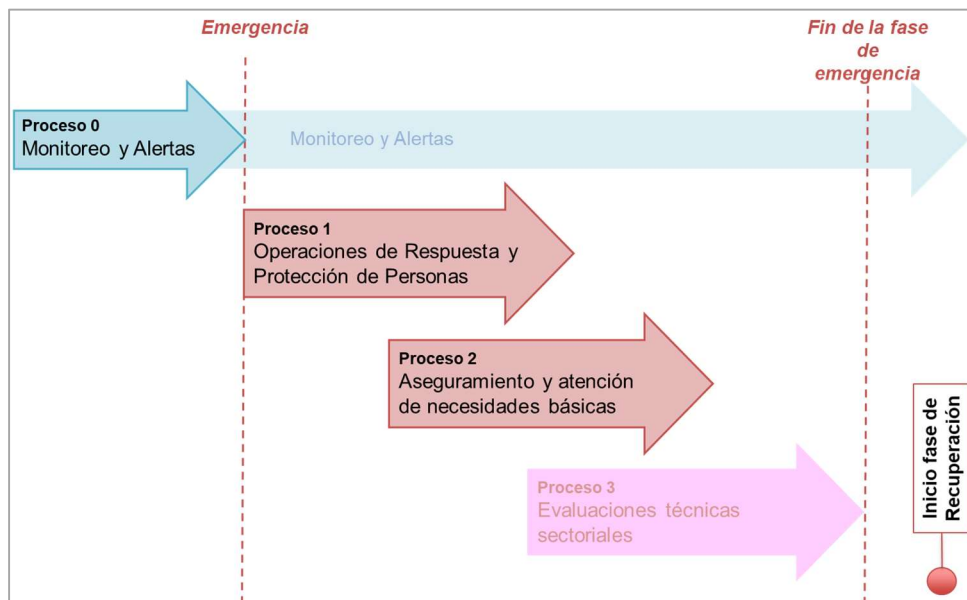 Emergencia
Fin de la fase
de
emergencia
Proceso 0
Monitoreo y Alertas
Monitoreo y Alertas
Proceso 1
Operaciones de Respuesta y
Protección de Personas
Proceso 2
Aseguramiento y atención
de necesidades básicas
Proceso 3
Evaluaciones técnicas
sectoriales
Inicio fase de
Recuperación